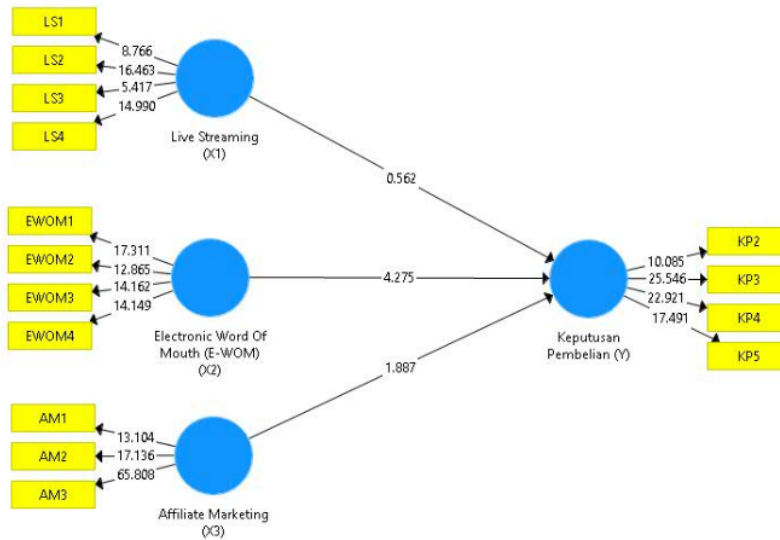 LS1
8.766
LS2
16.463
LS3
5.417
LS4
14.990
Live Streaming
(X1)
0.562
EWOM1
17.311
EWOM2
12.865
EWOM3
14.162
EWOM4
14.149
Electronic Word Of
Mouth (E-WOM)
(X2)
4.275
AM1
13.104
AM2
17.136
AM3
65.808
Affiliate Marketing
(X3)
1.887
Keputusan
Pembelian (Y)
10.085
KP2
25.546
KP3
22.921
KP4
17.491
KP5